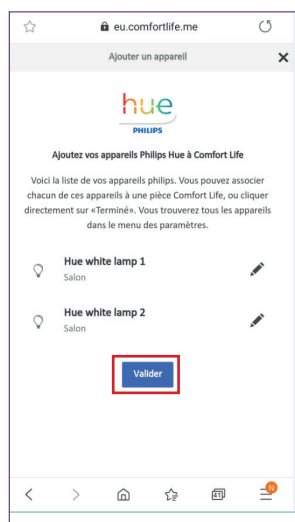 eu.comfortlife.me
Ajouter un appareil
hue
PHILIPS
Ajoutez vos appareils Philips Hue à Comfort Life
Voici la liste de vos appareils philips. Vous pouvez associer
chacun de ces appareils à une pièce Comfort Life, ou cliquer
directement sur «Terminé». Vous trouverez tous les appareils
dans le menu des paramètres.
Hue white lamp 1
Salon
Hue white lamp 2
Salon
Valider
41
N